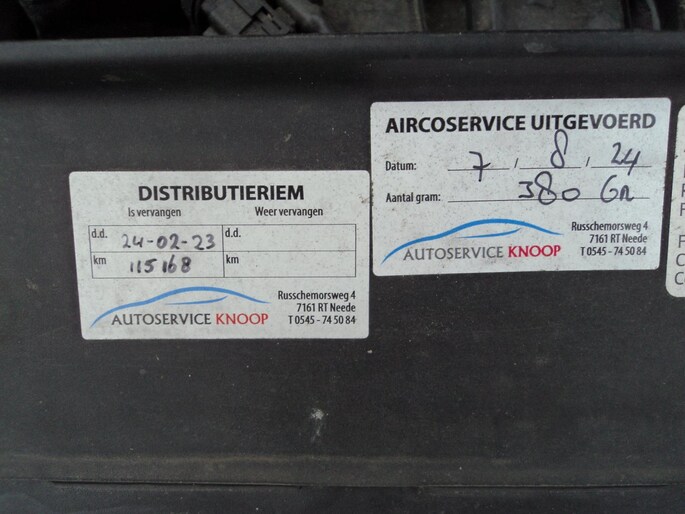 DISTRIBUTIERIEM
Is vervangen Weer vervangen
d.d. 24-02-23 d.d.
km 115168 km
AUTOSERVICE KNOOP
Russchemorsweg 4
7161 RT Neede
T 0545 - 74 50 84
AIRCOSERVICE UITGEVOERD
Datum: 7, 8, 24
Aantal gram: 380 Gr
AUTOSERVICE KNOOP
Russchemorsweg 4
7161 RT Neede
T 0545 - 74 50 84